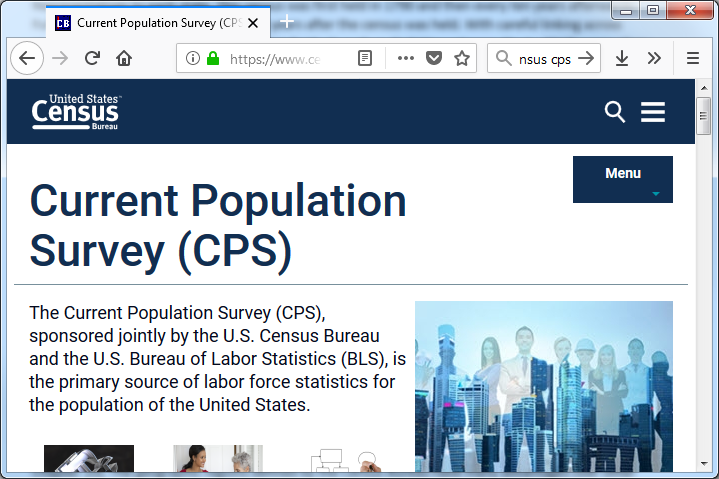 Current Population Survey (CPS
https://www.ce
nsus cps
United States™
Census
Bureau
Menu
Current Population
Survey (CPS)
The Current Population Survey (CPS),
sponsored jointly by the U.S. Census Bureau
and the U.S. Bureau of Labor Statistics (BLS), is
the primary source of labor force statistics for
the population of the United States.